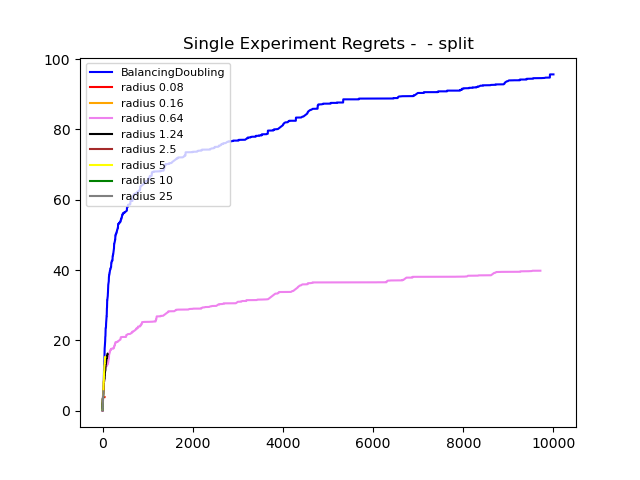 Single Experiment Regrets -  - split
100
80
60
40
20
0
BalancingDoubling
radius 0.08
radius 0.16
radius 0.64
radius 1.24
radius 2.5
radius 5
radius 10
radius 25
0 2000 4000 6000 8000 10000